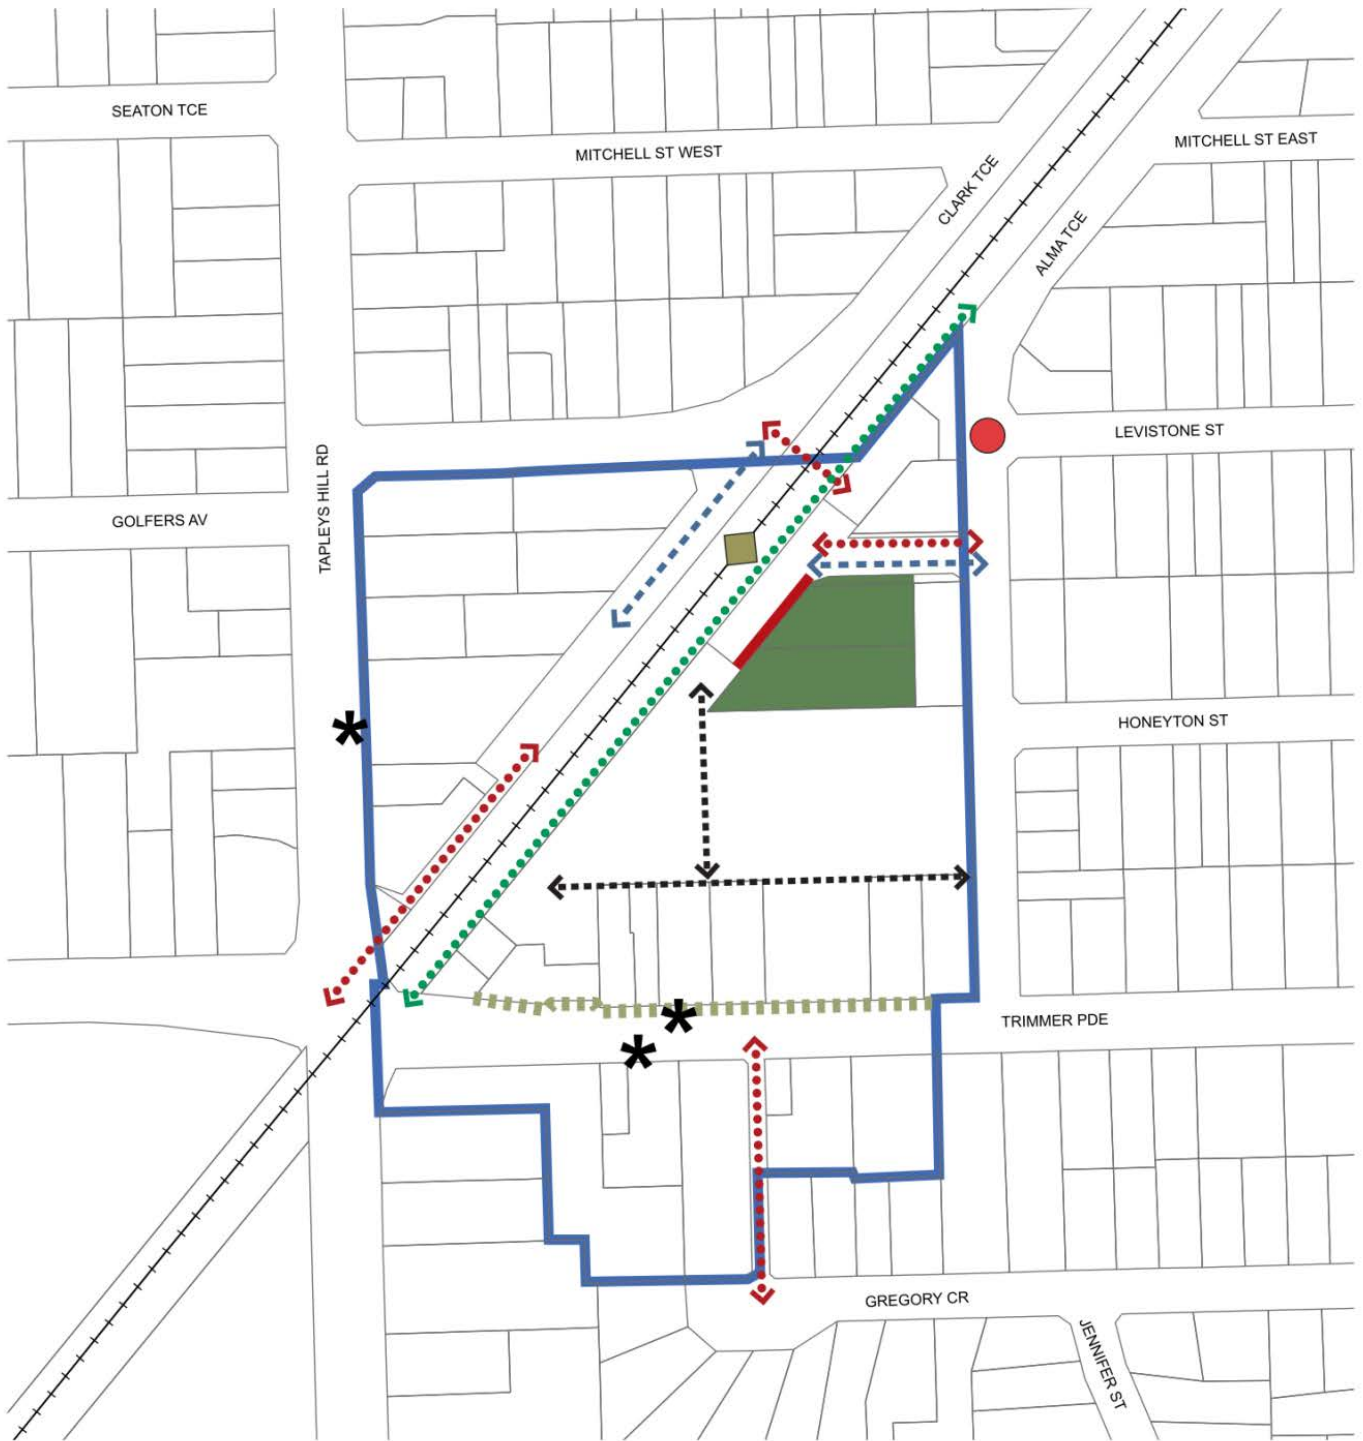 SEATON TCE
MITCHELL ST WEST
MITCHELL ST EAST
CLARK TCE
ALMA TCE
LEVISTONE ST
TAPLEYS HILL RD
GOLFERS AV
HONEYTON ST
TRIMMER PDE
GREGORY CR
JENNIFER ST